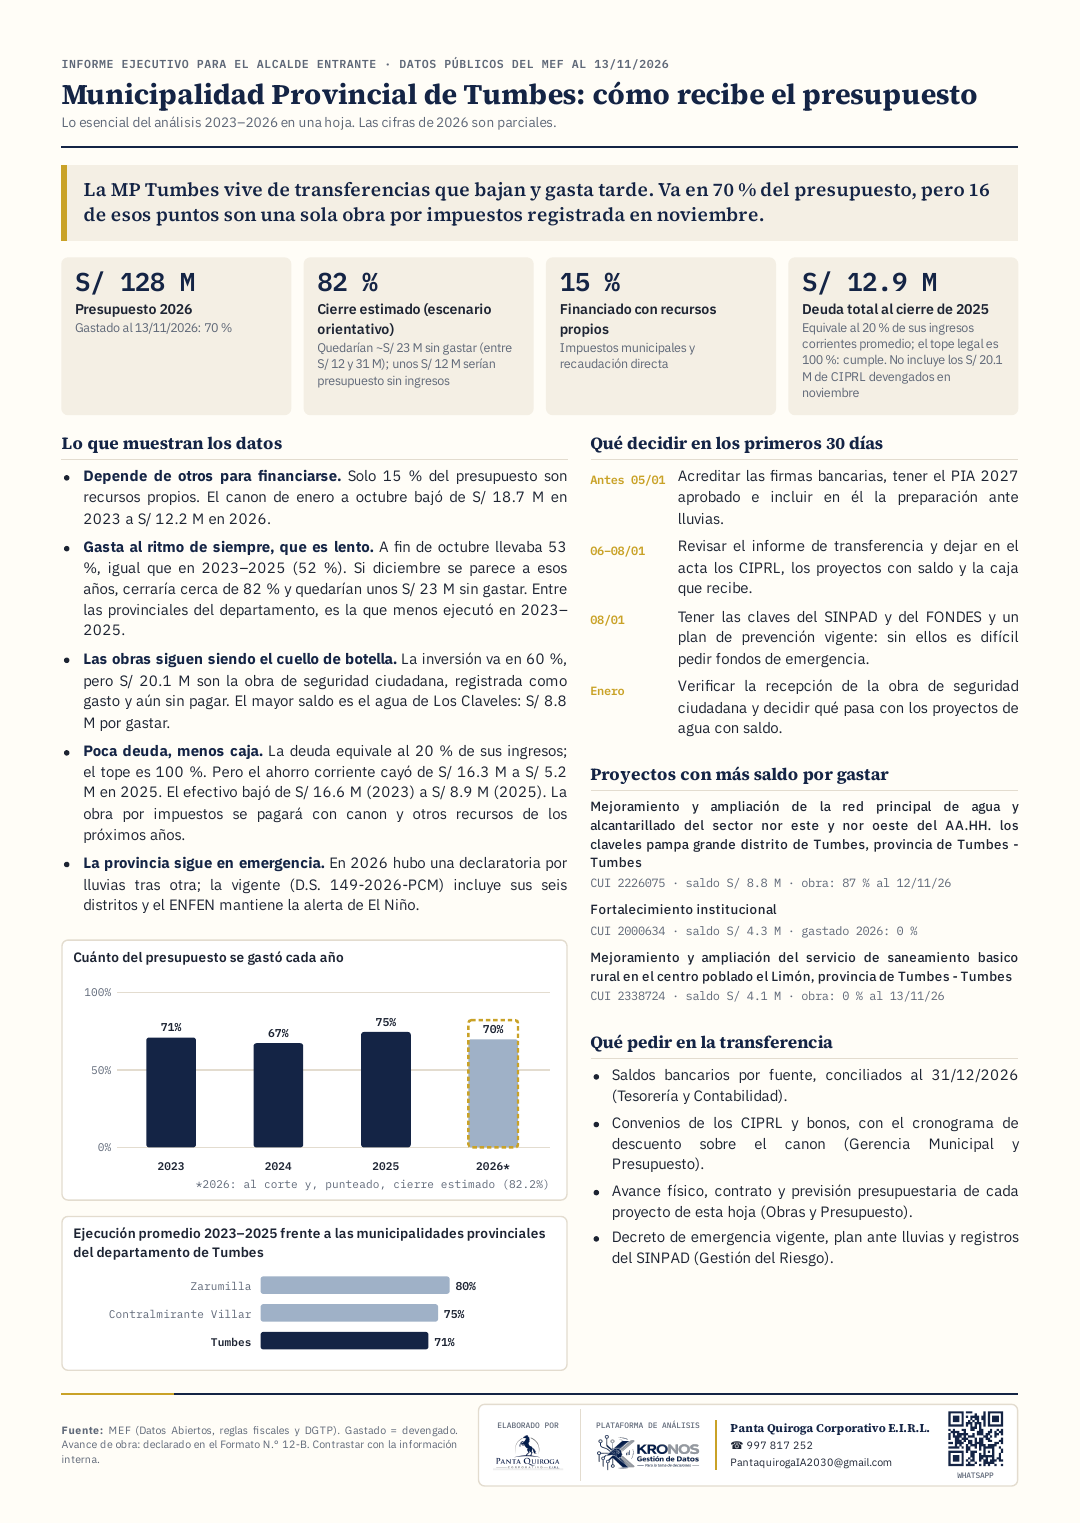 INFORME EJECUTIVO PARA EL ALCALDE ENTRANTE · DATOS PÚBLICOS DEL MEF AL 13/11/2026
Municipalidad Provincial de Tumbes: cómo recibe el presupuesto
Lo esencial del análisis 2023–2026 en una hoja. Las cifras de 2026 son parciales.
La MP Tumbes vive de transferencias que bajan y gasta tarde. Va en 70 % del presupuesto, pero 16
de esos puntos son una sola obra por impuestos registrada en noviembre.
S/ 128 M
Presupuesto 2026
Gastado al 13/11/2026: 70 %
82 %
Cierre estimado (escenario
orientativo)
Quedarían ~S/ 23 M sin gastar (entre
S/ 12 y 31 M); unos S/ 12 M serían
presupuesto sin ingresos
15 %
Financiado con recursos
propios
Impuestos municipales y
recaudación directa
S/ 12.9 M
Deuda total al cierre de 2025
Equivale al 20 % de sus ingresos
corrientes promedio; el tope legal es
100 %: cumple. No incluye los S/ 20.1
M de CIPRL devengados en
noviembre
Lo que muestran los datos
• Depende de otros para financiarse. Solo 15 % del presupuesto son
recursos propios. El canon de enero a octubre bajó de S/ 18.7 M en
2023 a S/ 12.2 M en 2026.
• Gasta al ritmo de siempre, que es lento. A fin de octubre llevaba 53
%, igual que en 2023–2025 (52 %). Si diciembre se parece a esos
años, cerraría cerca de 82 % y quedarían unos S/ 23 M sin gastar. Entre
las provinciales del departamento, es la que menos ejecutó en 2023–
2025.
• Las obras siguen siendo el cuello de botella. La inversión va en 60 %,
pero S/ 20.1 M son la obra de seguridad ciudadana, registrada como
gasto y aún sin pagar. El mayor saldo es el agua de Los Claveles: S/ 8.8
M por gastar.
• Poca deuda, menos caja. La deuda equivale al 20 % de sus ingresos;
el tope es 100 %. Pero el ahorro corriente cayó de S/ 16.3 M a S/ 5.2
M en 2025. El efectivo bajó de S/ 16.6 M (2023) a S/ 8.9 M (2025). La
obra por impuestos se pagará con canon y otros recursos de los
próximos años.
• La provincia sigue en emergencia. En 2026 hubo una declaratoria por
lluvias tras otra; la vigente (D.S. 149-2026-PCM) incluye sus seis
distritos y el ENFEN mantiene la alerta de El Niño.
Cuánto del presupuesto se gastó cada año
100%
50%
0%
71%
67%
75%
70%
2023
2024
2025
2026*
*2026: al corte y, punteado, cierre estimado (82.2%)
Ejecución promedio 2023–2025 frente a las municipalidades provinciales
del departamento de Tumbes
Zarumilla 80%
Contralmirante Villar 75%
Tumbes 71%
Qué decidir en los primeros 30 días
Antes 05/01 Acreditar las firmas bancarias, tener el PIA 2027
aprobado e incluir en él la preparación ante
lluvias.
06–08/01 Revisar el informe de transferencia y dejar en el
acta los CIPRL, los proyectos con saldo y la caja
que recibe.
08/01 Tener las claves del SINPAD y del FONDES y un
plan de prevención vigente: sin ellos es difícil
pedir fondos de emergencia.
Enero Verificar la recepción de la obra de seguridad
ciudadana y decidir qué pasa con los proyectos de
agua con saldo.
Proyectos con más saldo por gastar
Mejoramiento y ampliación de la red principal de agua y
alcantarillado del sector nor este y nor oeste del AA.HH. los
claveles pampa grande distrito de Tumbes, provincia de Tumbes -
Tumbes
CUI 2226075 · saldo S/ 8.8 M · obra: 87 % al 12/11/26
Fortalecimiento institucional
CUI 2000634 · saldo S/ 4.3 M · gastado 2026: 0 %
Mejoramiento y ampliación del servicio de saneamiento basico
rural en el centro poblado el Limón, provincia de Tumbes - Tumbes
CUI 2338724 · saldo S/ 4.1 M · obra: 0 % al 13/11/26
Qué pedir en la transferencia
• Saldos bancarios por fuente, conciliados al 31/12/2026
(Tesorería y Contabilidad).
• Convenios de los CIPRL y bonos, con el cronograma de
descuento sobre el canon (Gerencia Municipal y
Presupuesto).
• Avance físico, contrato y previsión presupuestaria de cada
proyecto de esta hoja (Obras y Presupuesto).
• Decreto de emergencia vigente, plan ante lluvias y registros
del SINPAD (Gestión del Riesgo).
Fuente: MEF (Datos Abiertos, reglas fiscales y DGTP). Gastado = devengado.
Avance de obra: declarado en el Formato N.° 12-B. Contrastar con la información
interna.
ELABORADO POR
PANTA QUIROGA
PLATAFORMA DE ANÁLISIS
KRONOS
Gestión de Datos
Panta Quiroga Corporativo E.I.R.L.
☎ 997 817 252
PantaquirogaIA2030@gmail.com
WHATSAPP